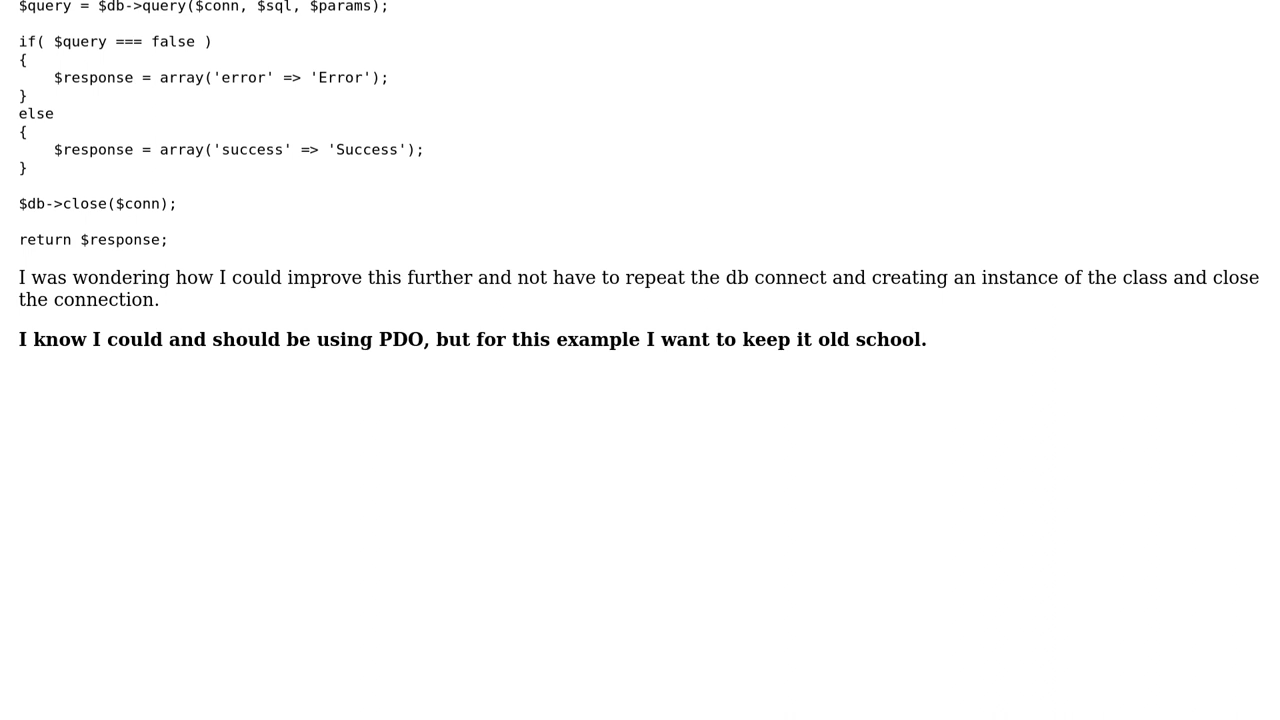 $query = $db->query($conn, $sql, $params);
if( $query === false )
{
    $response = array('error' => 'Error');
}
else
{
    $response = array('success' => 'Success');
}
$db->close($conn);
return $response;
I was wondering how I could improve this further and not have to repeat the db connect and creating an instance of the class and close
the connection.
I know I could and should be using PDO, but for this example I want to keep it old school.